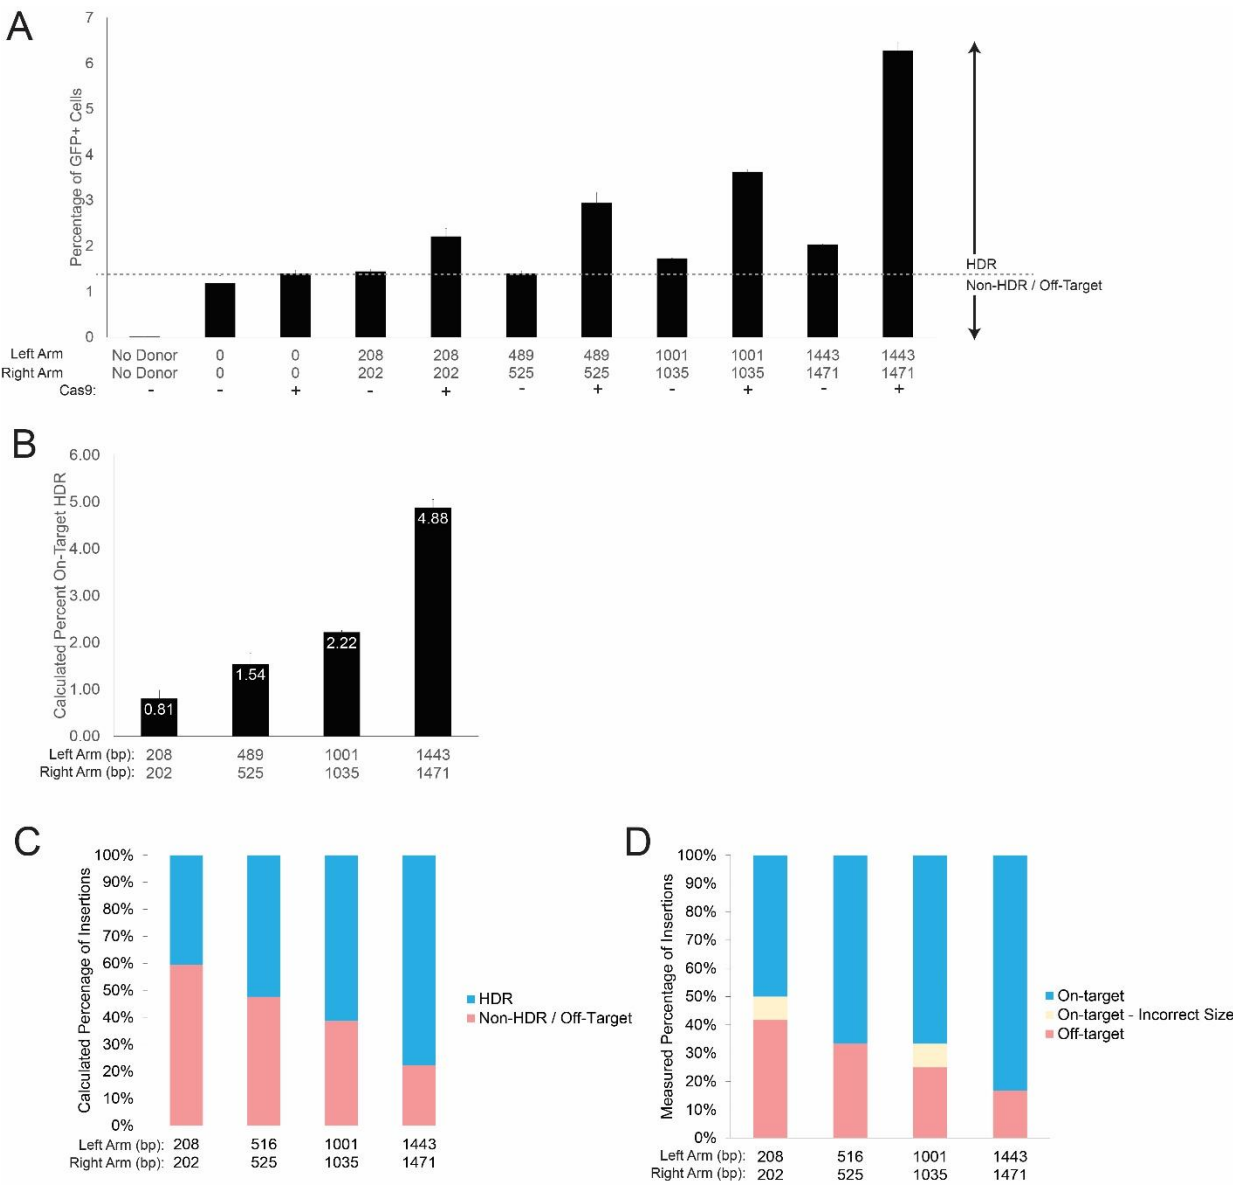 A
Percentage of GFP+ Cells
7
6
5
4
3
2
1
0
HDR
Non-HDR / Off-Target
Left Arm No Donor 0 0 208 208 489 489 1001 1001 1443 1443
Right Arm No Donor 0 0 202 202 525 525 1035 1035 1471 1471
Cas9: - - + - + - + - + - +
B
Calculated Percent On-Target HDR
6.00
5.00
4.00
3.00
2.00
1.00
0.00
0.81
1.54
2.22
4.88
Left Arm (bp): 208 489 1001 1443
Right Arm (bp): 202 525 1035 1471
C
Calculated Percenage of Insertions
100%
90%
80%
70%
60%
50%
40%
30%
20%
10%
0%
HDR
Non-HDR / Off-Target
Left Arm (bp): 208 516 1001 1443
Right Arm (bp): 202 525 1035 1471
D
Measured Percentage of Insertions
100%
90%
80%
70%
60%
50%
40%
30%
20%
10%
0%
On-target
On-target - Incorrect Size
Off-target
Left Arm (bp): 208 516 1001 1443
Right Arm (bp): 202 525 1035 1471